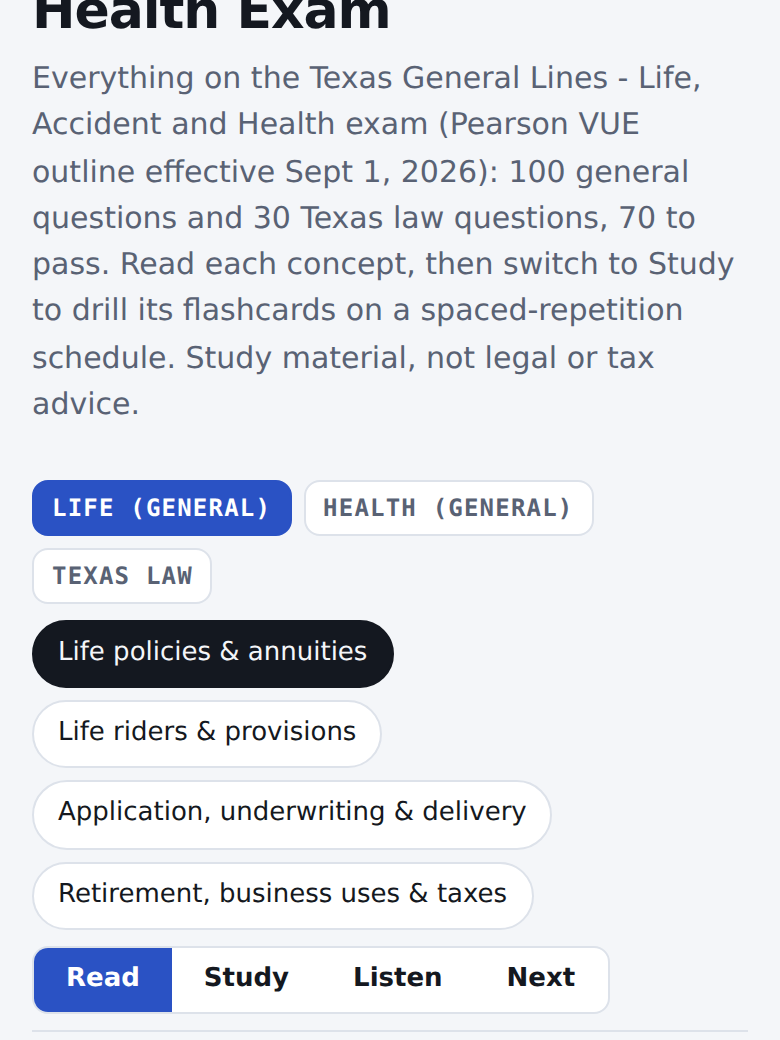 Health Exam
Everything on the Texas General Lines - Life,
Accident and Health exam (Pearson VUE
outline effective Sept 1, 2026): 100 general
questions and 30 Texas law questions, 70 to
pass. Read each concept, then switch to Study
to drill its flashcards on a spaced-repetition
schedule. Study material, not legal or tax
advice.
LIFE (GENERAL) HEALTH (GENERAL)
TEXAS LAW
Life policies & annuities
Life riders & provisions
Application, underwriting & delivery
Retirement, business uses & taxes
Read Study Listen Next